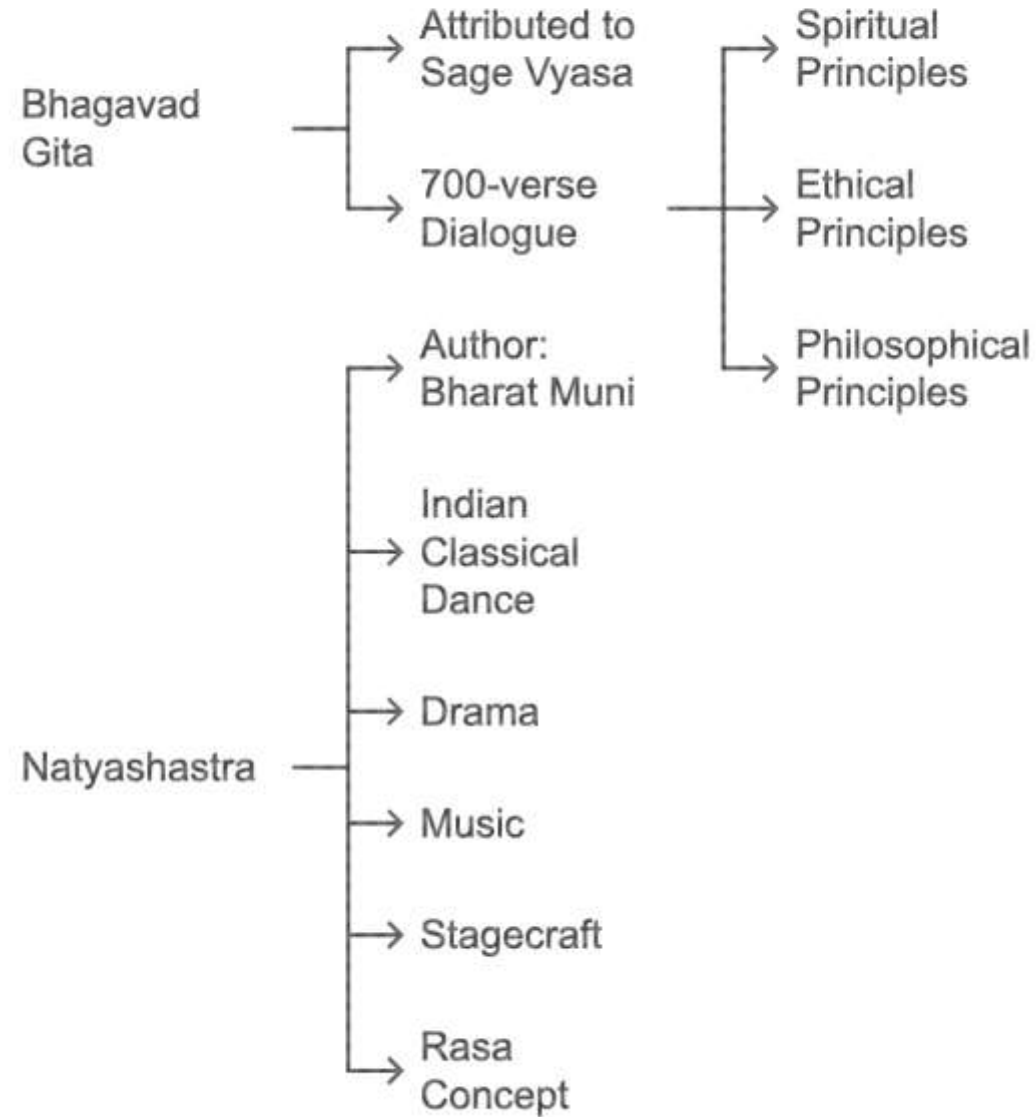 Bhagavad
Gita
Attributed to
Sage Vyasa
700-verse
Dialogue
Spiritual
Principles
Ethical
Principles
Philosophical
Principles
Natyashastra
Author:
Bharat Muni
Indian
Classical
Dance
Drama
Music
Stagecraft
Rasa
Concept